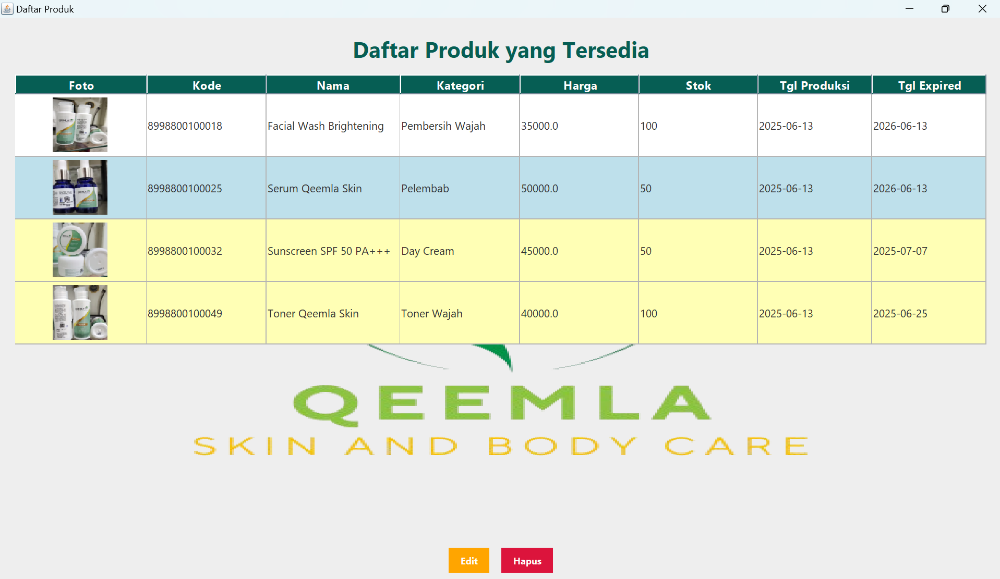 Daftar Produk
Daftar Produk yang Tersedia
Foto Kode Nama Kategori Harga Stok Tgl Produksi Tgl Expired
8998800100018 Facial Wash Brightening Pembersih Wajah 35000.0 100 2025-06-13 2026-06-13
8998800100025 Serum Qeemla Skin Pelembab 50000.0 50 2025-06-13 2026-06-13
8998800100032 Sunscreen SPF 50 PA+++ Day Cream 45000.0 50 2025-06-13 2025-07-07
8998800100049 Toner Qeemla Skin Toner Wajah 40000.0 100 2025-06-13 2025-06-25
QEEMLA
SKIN AND BODY CARE
Edit Hapus